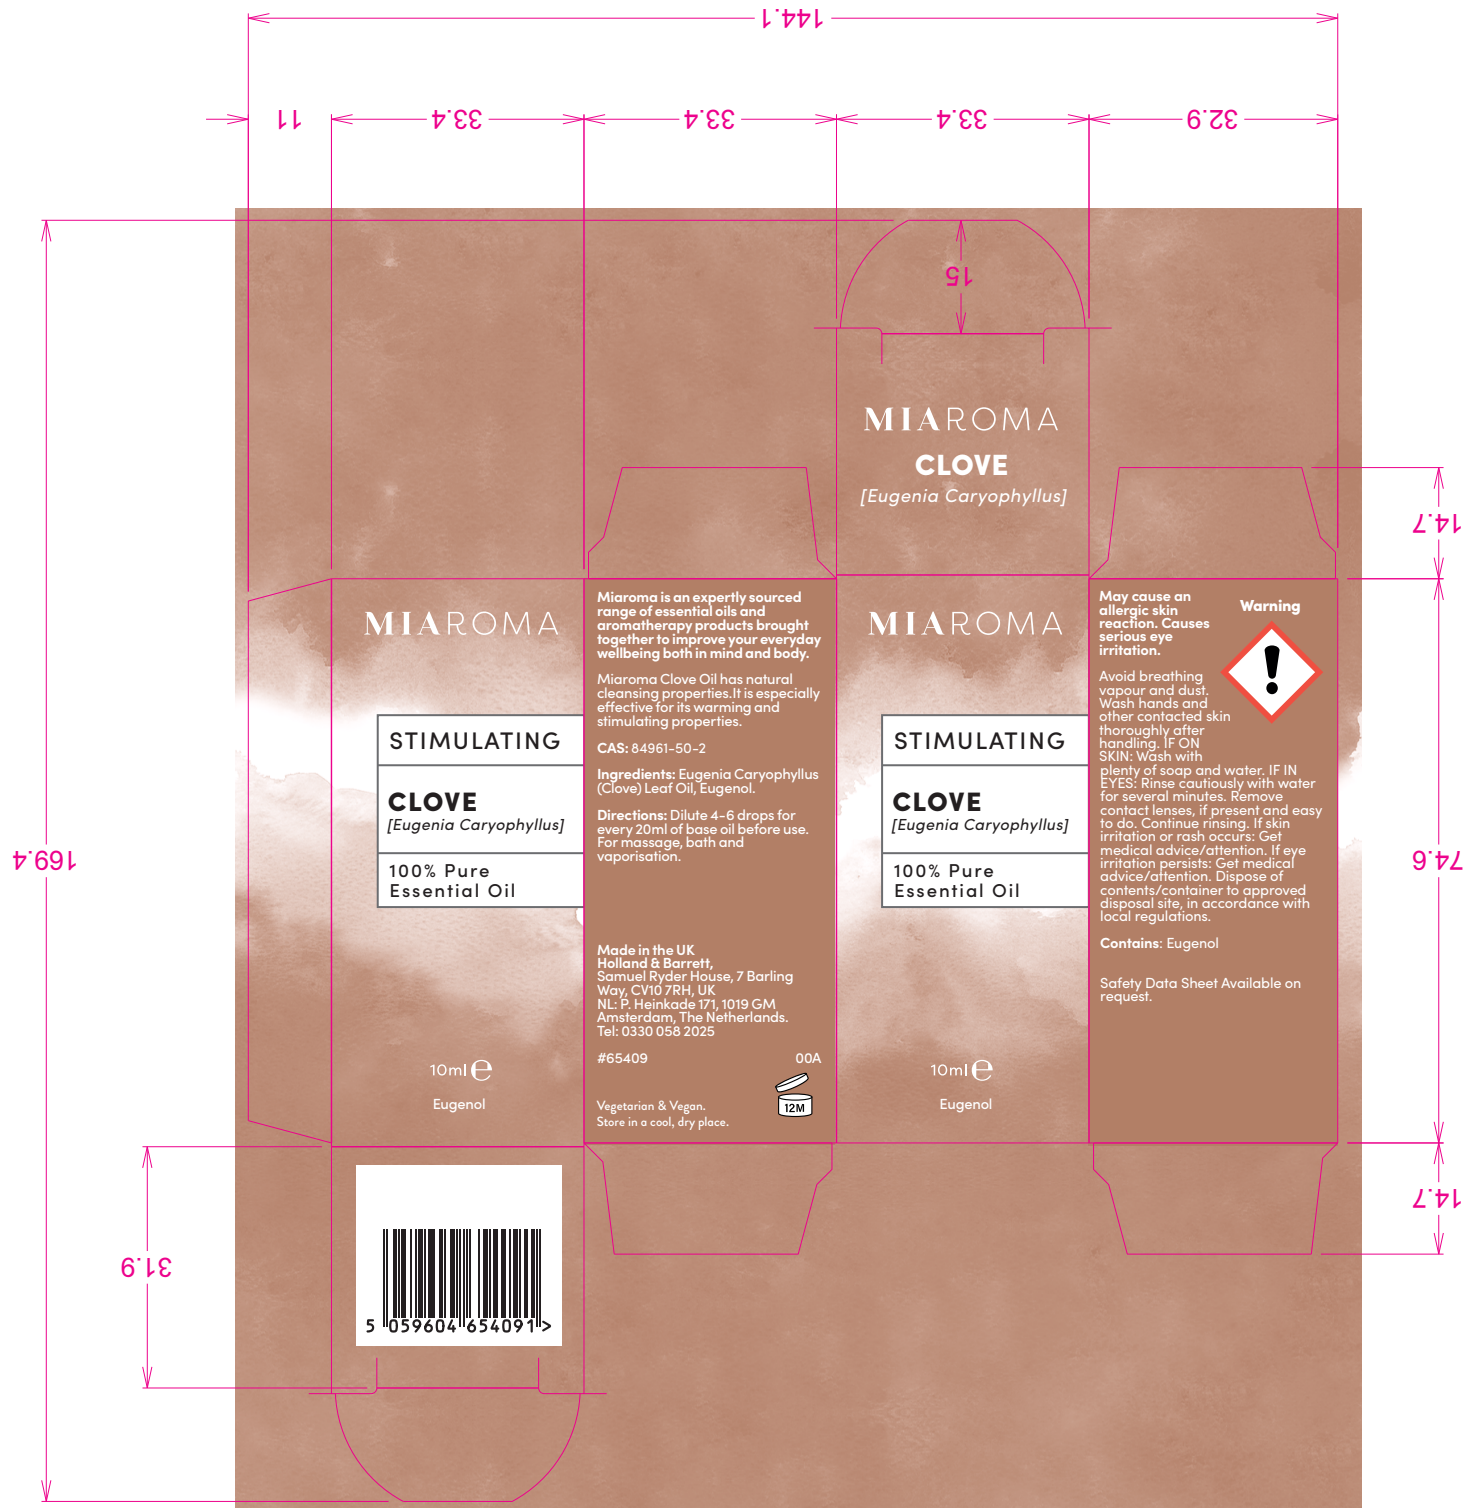 144.1
11
33.4
33.4
33.4
32.9
15
MIAROMA
CLOVE
[Eugenia Caryophyllus]
14.7
169.4
74.6
14.7
31.9
MIAROMA
STIMULATING
CLOVE
[Eugenia Caryophyllus]
100% Pure
Essential Oil
10ml ℮
Eugenol
Miaroma is an expertly sourced
range of essential oils and
aromatherapy products brought
together to improve your everyday
wellbeing both in mind and body.
Miaroma Clove Oil has natural
cleansing properties.It is especially
effective for its warming and
stimulating properties.
CAS: 84961-50-2
Ingredients: Eugenia Caryophyllus
(Clove) Leaf Oil, Eugenol.
Directions: Dilute 4-6 drops for
every 20ml of base oil before use.
For massage, bath and
vaporisation.
Made in the UK
Holland & Barrett,
Samuel Ryder House, 7 Barling
Way, CV10 7RH, UK
NL: P. Heinkade 171, 1019 GM
Amsterdam, The Netherlands.
Tel: 0330 058 2025
#65409 00A
12M
Vegetarian & Vegan.
Store in a cool, dry place.
MIAROMA
STIMULATING
CLOVE
[Eugenia Caryophyllus]
100% Pure
Essential Oil
10ml ℮
Eugenol
May cause an
allergic skin
reaction. Causes
serious eye
irritation.
Warning
Avoid breathing
vapour and dust.
Wash hands and
other contacted skin
thoroughly after
handling. IF ON
SKIN: Wash with
plenty of soap and water. IF IN
EYES: Rinse cautiously with water
for several minutes. Remove
contact lenses, if present and easy
to do. Continue rinsing. If skin
irritation or rash occurs: Get
medical advice/attention. If eye
irritation persists: Get medical
advice/attention. Dispose of
contents/container to approved
disposal site, in accordance with
local regulations.
Contains: Eugenol
Safety Data Sheet Available on
request.
5 059604 654091 >